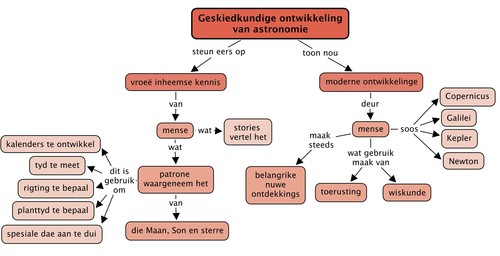 Geskiedkundige ontwikkeling
van astronomie
steun eers op
toon nou
vroeë inheemse kennis
moderne ontwikkelinge
van
deur
mense
wat
stories
vertel het
mense
soos
Copernicus
Galilei
Kepler
Newton
wat
maak
steeds
wat gebruik
maak van
kalenders te ontwikkel
tyd te meet
rigting te bepaal
planttyd te bepaal
spesiale dae aan te dui
dit is
gebruik
om
patrone
waargeneem het
belangrike
nuwe
ontdekkings
toerusting
wiskunde
van
die Maan, Son en sterre